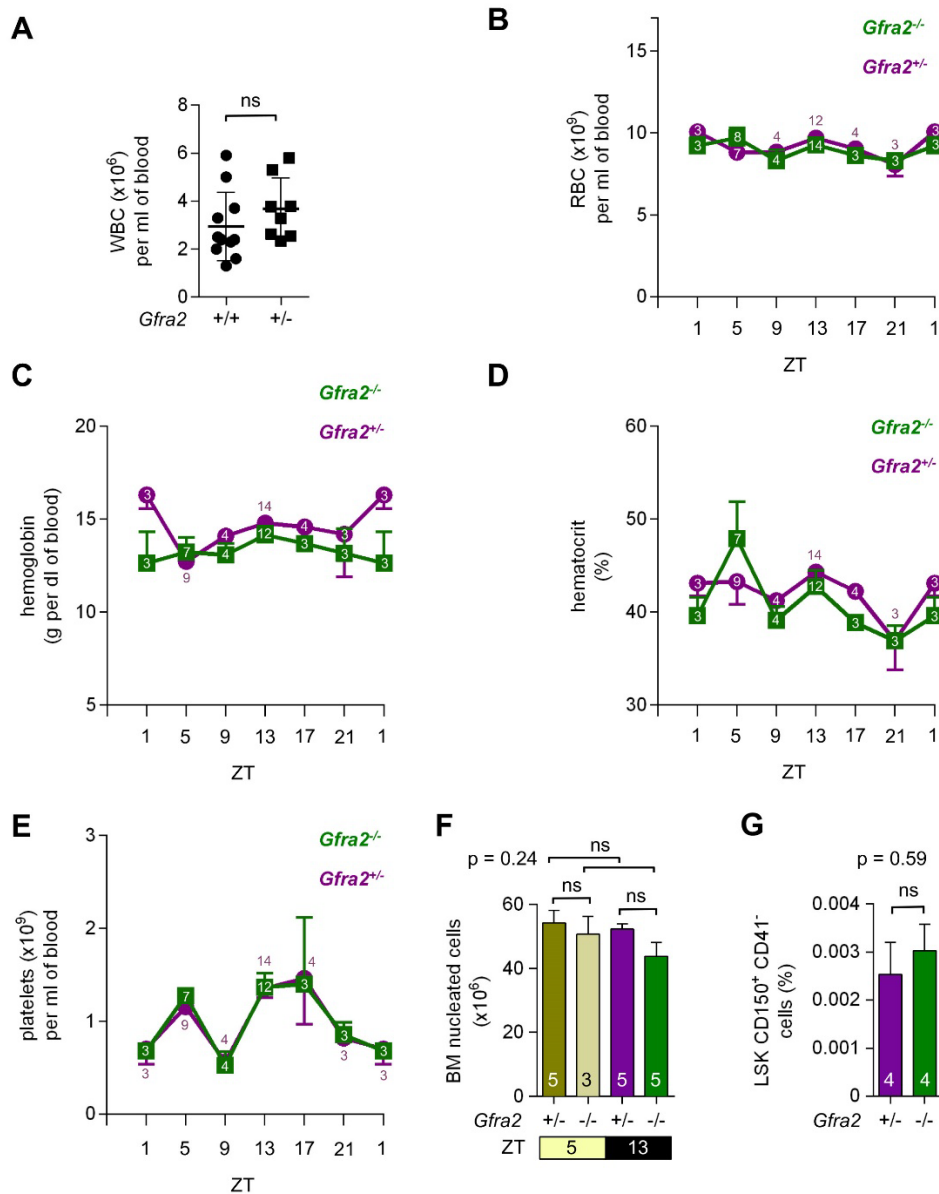 A
ns
8
6
4
2
0
WBC (x10⁶)
per ml of blood
Gfra2 +/+ +/-
B
Gfra2-/-
Gfra2+/-
15
10
5
0
RBC (x10⁹)
per ml of blood
3 7 4 12 4 3 3
3 8 4 14 3 3 3
1 5 9 13 17 21 1
ZT
C
Gfra2-/-
Gfra2+/-
20
15
10
5
hemoglobin
(g per dl of blood)
3 9 4 14 4 3 3
3 7 4 12 3 3 3
1 5 9 13 17 21 1
ZT
D
Gfra2-/-
Gfra2+/-
60
50
40
30
hematocrit
(%)
3 9 4 14 4 3 3
3 7 4 12 3 3 3
1 5 9 13 17 21 1
ZT
E
Gfra2-/-
Gfra2+/-
3
2
1
0
platelets (x10⁹)
per ml of blood
3 7 4 12 3 3 3
3 9 4 14 4 3 3
1 5 9 13 17 21 1
ZT
F
p = 0.24
ns
ns
ns
60
40
20
0
BM nucleated cells
(x10⁶)
5 3 5 5
Gfra2 +/- -/- +/- -/-
ZT 5 13
G
p = 0.59
ns
0.004
0.003
0.002
0.001
0
LSK CD150⁺ CD41⁻
cells (%)
4 4
Gfra2 +/- -/-